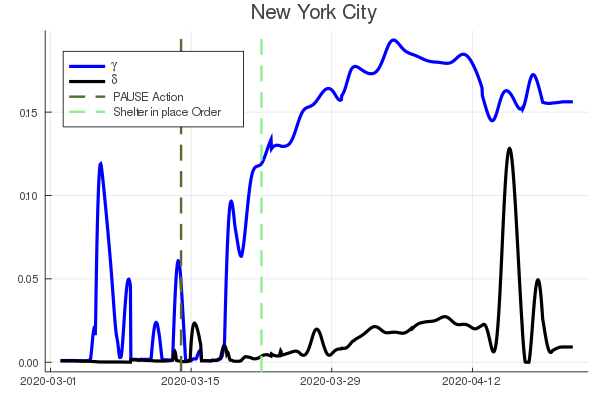 New York City
γ
δ
PAUSE Action
Shelter in place Order
0.15
0.10
0.05
0.00
2020-03-01 2020-03-15 2020-03-29 2020-04-12